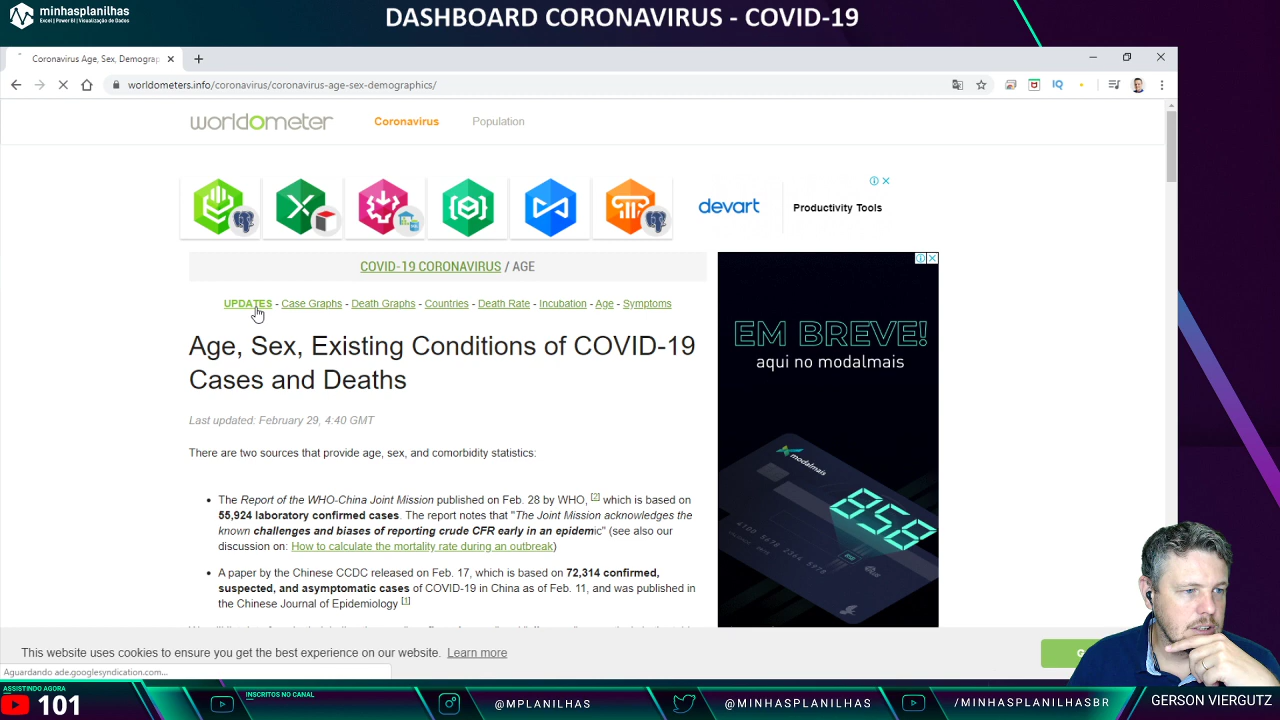 minhasplanilhas
Excel | Power BI | Visualização de Dados
DASHBOARD CORONAVIRUS - COVID-19
Coronavirus Age, Sex, Demograp
worldometers.info/coronavirus/coronavirus-age-sex-demographics/
IQ
worldometer
Coronavirus
Population
devart
Productivity Tools
COVID-19 CORONAVIRUS / AGE
UPDATES - Case Graphs - Death Graphs - Countries - Death Rate - Incubation - Age - Symptoms
Age, Sex, Existing Conditions of COVID-19
Cases and Deaths
Last updated: February 29, 4:40 GMT
There are two sources that provide age, sex, and comorbidity statistics:
• The Report of the WHO-China Joint Mission published on Feb. 28 by WHO, [2] which is based on
55,924 laboratory confirmed cases. The report notes that "The Joint Mission acknowledges the
known challenges and biases of reporting crude CFR early in an epidemic" (see also our
discussion on: How to calculate the mortality rate during an outbreak)
• A paper by the Chinese CCDC released on Feb. 17, which is based on 72,314 confirmed,
suspected, and asymptomatic cases of COVID-19 in China as of Feb. 11, and was published in
the Chinese Journal of Epidemiology [1]
EM BREVE!
aqui no modalmais
modalmais
858
This website uses cookies to ensure you get the best experience on our website. Learn more
Aguardando ade.googlesyndication.com...
ASSISTINDO AGORA
101
INSCRITOS NO CANAL
@MPLANILHAS
@MINHASPLANILHAS
/MINHASPLANILHASBR
GERSON VIERGUTZ